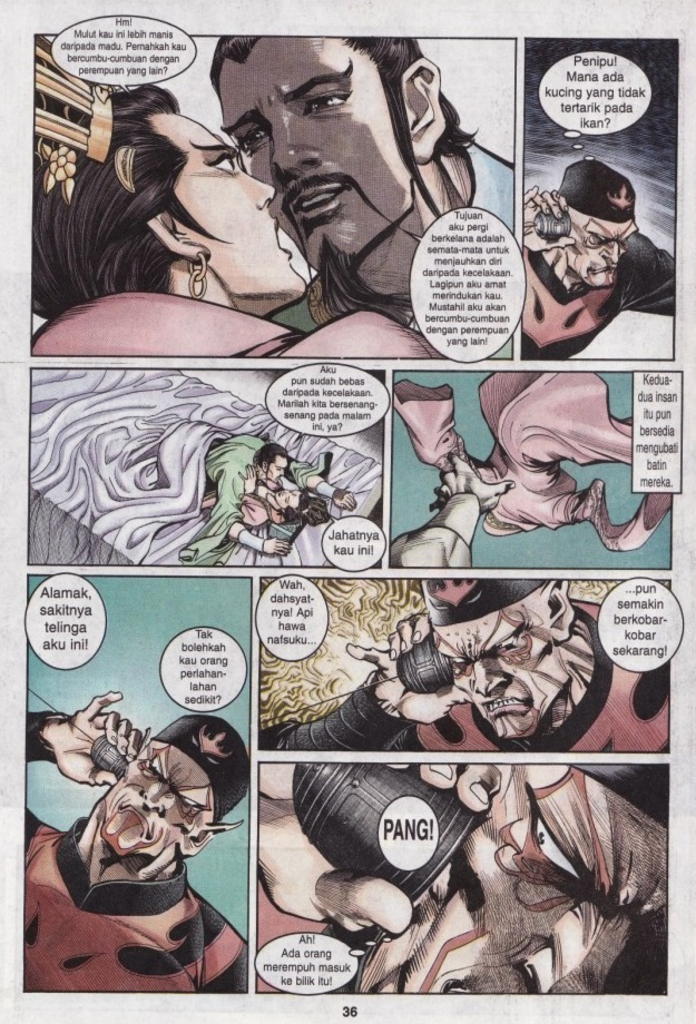 Hm!
Mulut kau ini lebih manis
daripada madu. Pernahkah kau
bercumbu-cumbuan dengan
perempuan yang lain?
Tujuan
aku pergi
berkelana adalah
semata-mata untuk
menjauhkan diri
daripada kecelakaan.
Lagipun aku amat
merindukan kau.
Mustahil aku akan
bercumbu-cumbuan
dengan perempuan
yang lain!
Penipu!
Mana ada
kucing yang tidak
tertarik pada
ikan?
Aku
pun sudah bebas
daripada kecelakaan.
Marilah kita bersenang-
senang pada malam
ini, ya?
Jahatnya
kau ini!
Kedua-
dua insan
itu pun
bersedia
mengubati
batin
mereka.
Alamak,
sakitnya
telinga
aku ini!
Tak
bolehkah
kau orang
perlahan-
lahan
sedikit?
Wah,
dahsyat-
nya! Api
hawa
nafsuku...
...pun
semakin
berkobar-
kobar
sekarang!
PANG!
Ah!
Ada orang
merempuh masuk
ke bilik itu!
36